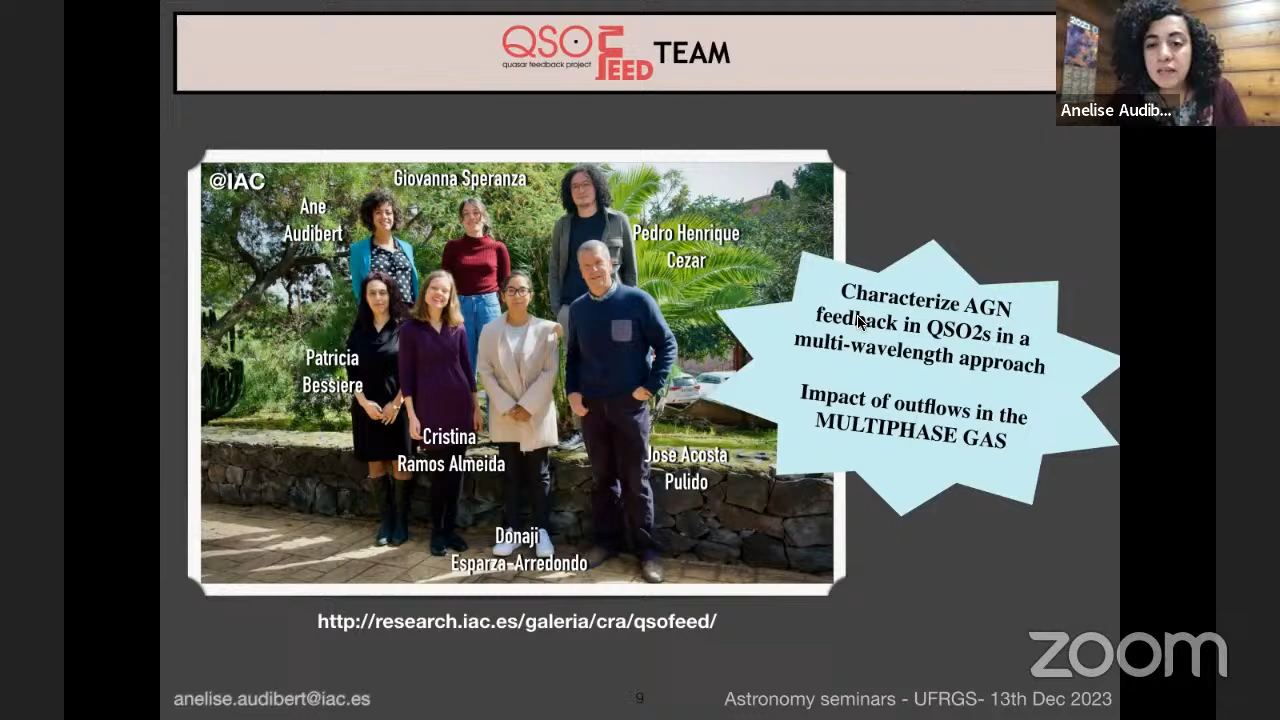 QSO FEED TEAM
quasar feedback project
Anelise Audib...
@IAC
Giovanna Speranza
Ane
Audibert
Pedro Henrique
Cezar
Patricia
Bessiere
Cristina
Ramos Almeida
Jose Acosta
Pulido
Donaji
Esparza-Arredondo
Characterize AGN
feedback in QSO2s in a
multi-wavelength approach
Impact of outflows in the
MULTIPHASE GAS
http://research.iac.es/galeria/cra/qsofeed/
zoom
anelise.audibert@iac.es
9
Astronomy seminars - UFRGS- 13th Dec 2023